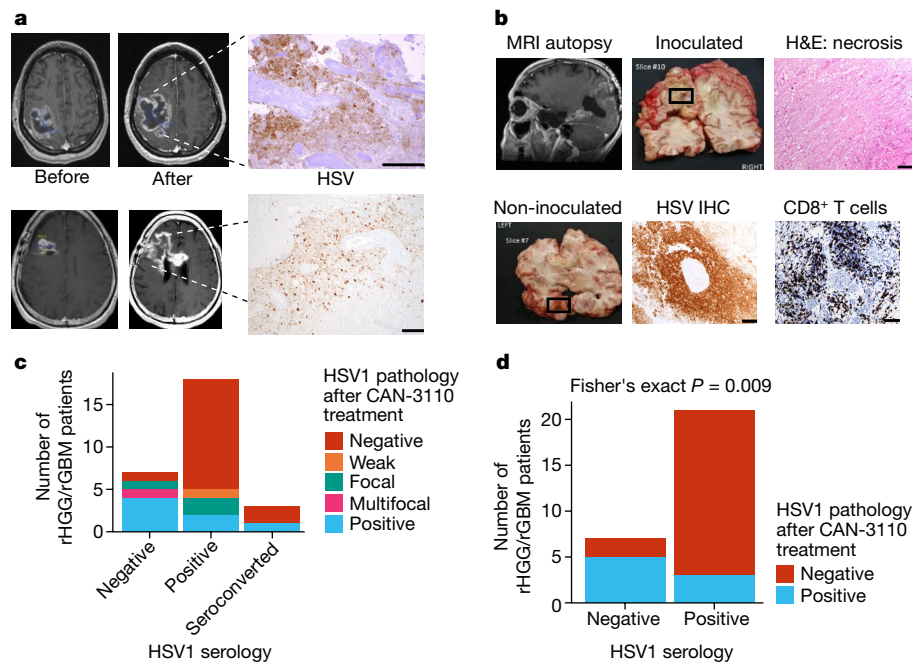 a
Before
After
HSV
b
MRI autopsy
Inoculated
H&E: necrosis
Slice #10
RIGHT
Non-inoculated
HSV IHC
CD8⁺ T cells
LEFT
Slice #7
c
Number of
rHGG/rGBM patients
15
10
5
0
Negative
Positive
Seroconverted
HSV1 serology
HSV1 pathology
after CAN-3110
treatment
Negative
Weak
Focal
Multifocal
Positive
d
Fisher's exact P = 0.009
Number of
rHGG/rGBM patients
20
15
10
5
0
Negative
Positive
HSV1 serology
HSV1 pathology
after CAN-3110
treatment
Negative
Positive